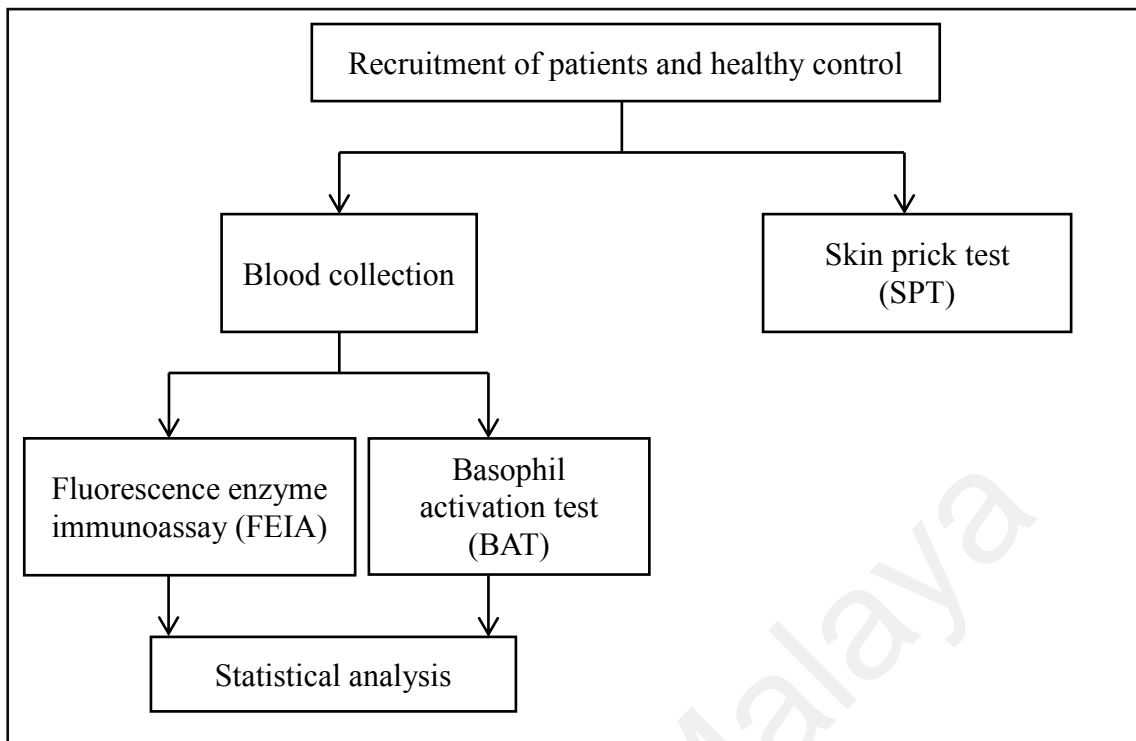 Recruitment of patients and healthy control
Blood collection
Skin prick test
(SPT)
Fluorescence enzyme
immunoassay (FEIA)
Basophil
activation test
(BAT)
Statistical analysis
Malaya